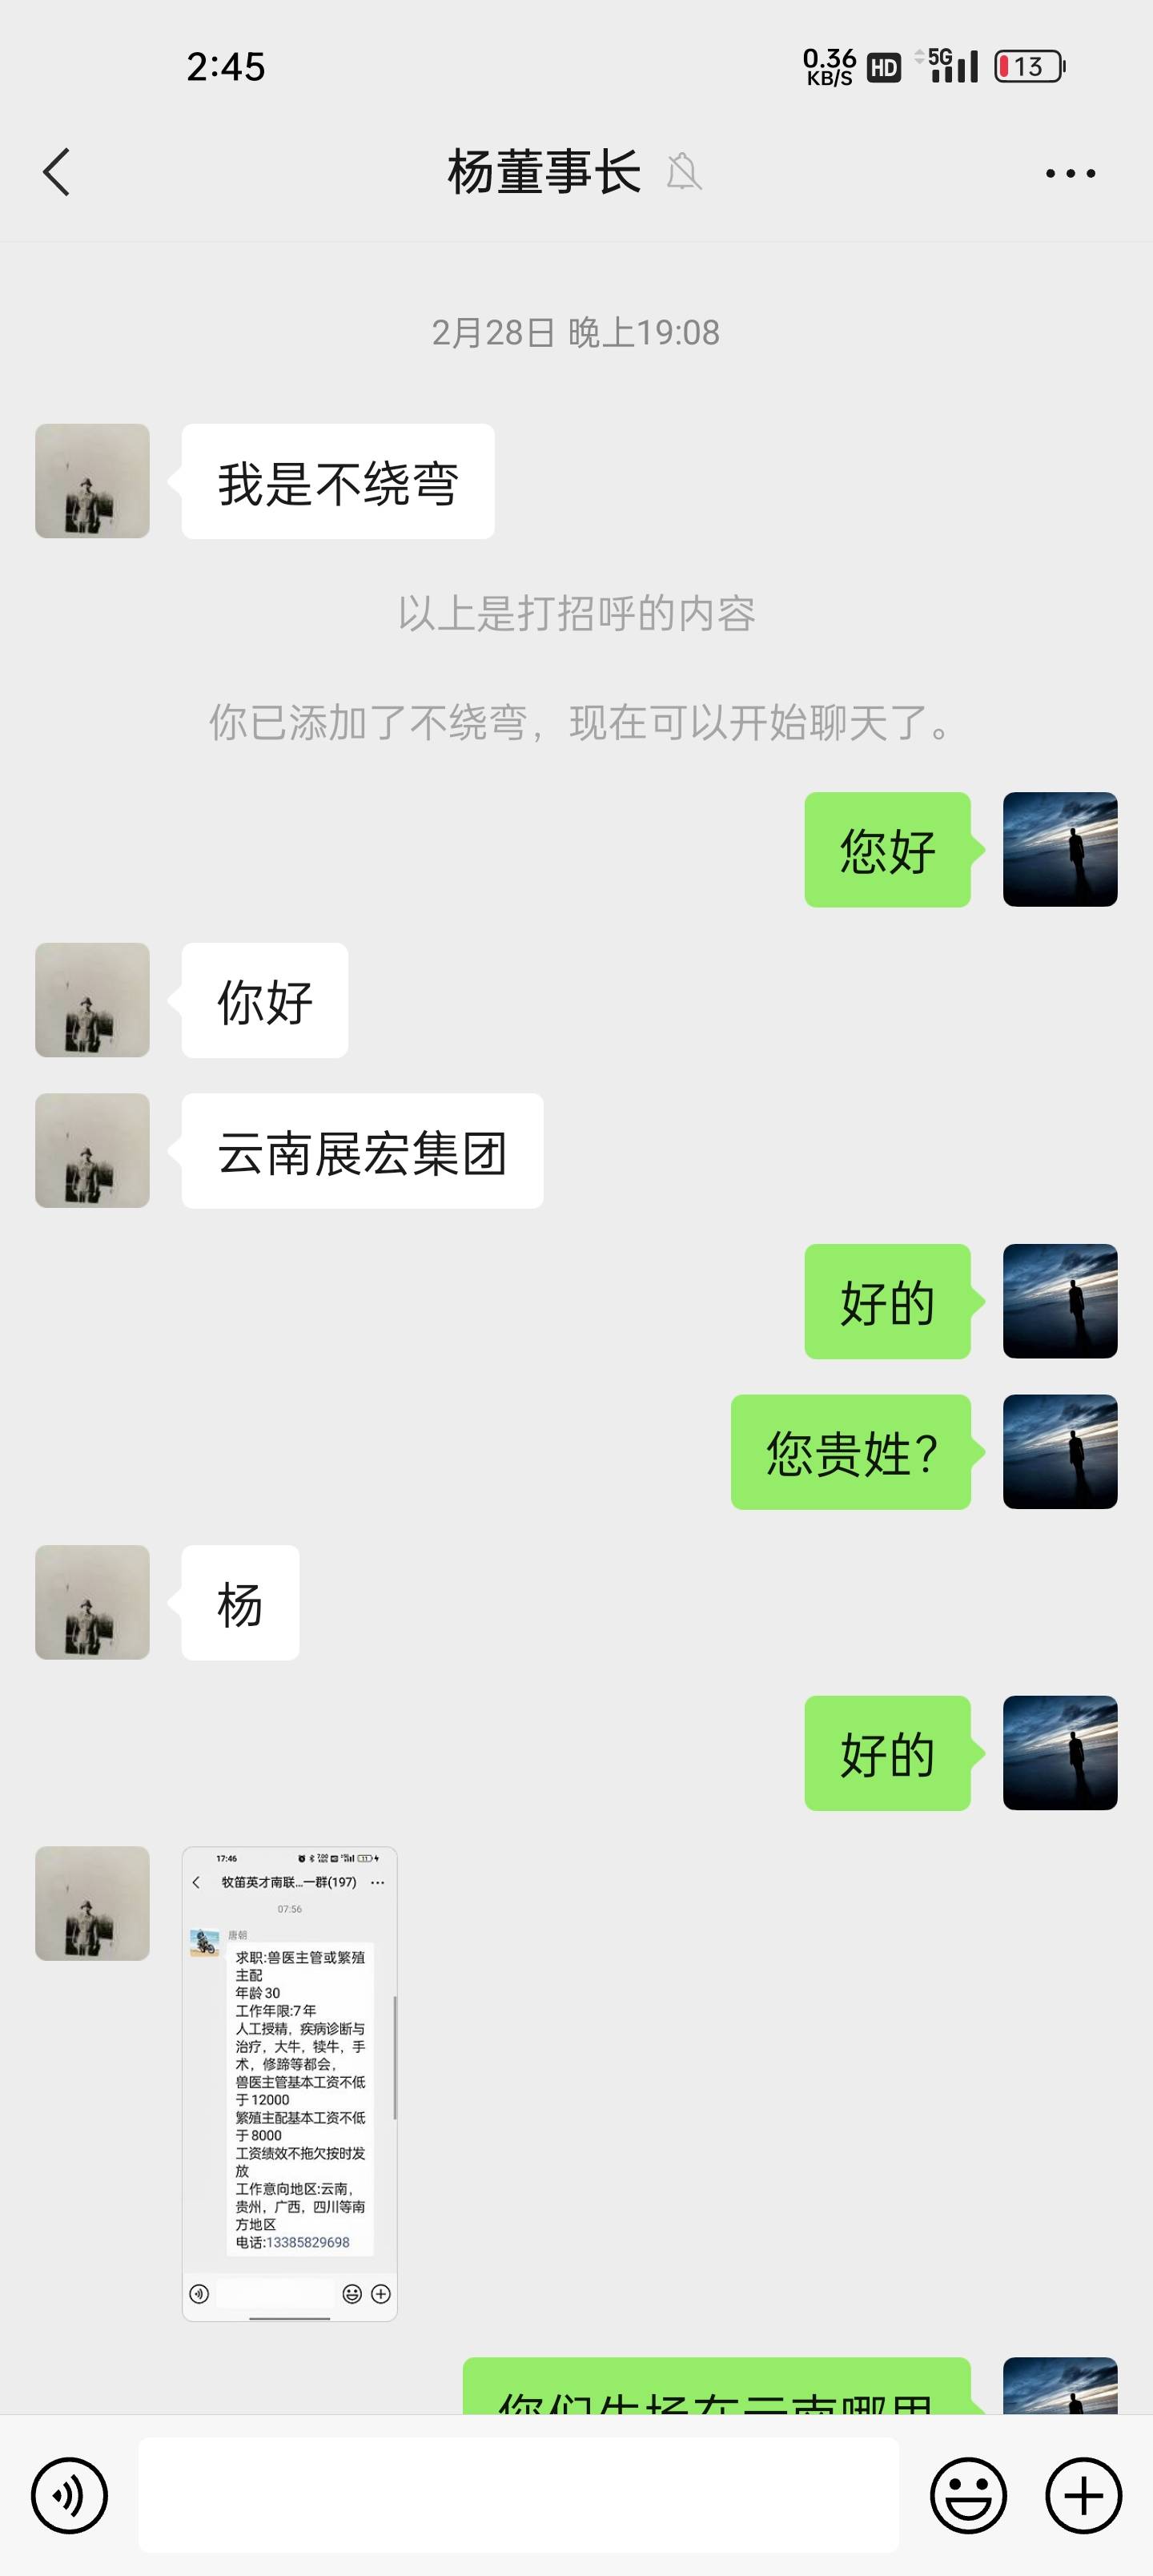 2:45
0.36
KB/S
HD
5G
13
杨董事长
2月28日 晚上19:08
我是不绕弯
以上是打招呼的内容
你已添加了不绕弯，现在可以开始聊天了。
您好
你好
云南展宏集团
好的
您贵姓?
杨
好的
17:46
牧笛英才南联...一群(197)
07:56
唐朝
求职:兽医主管或繁殖
主配
年龄30
工作年限:7年
人工授精，疾病诊断与
治疗，大牛，犊牛，手
术，修蹄等都会，
兽医主管基本工资不低
于12000
繁殖主配基本工资不低
于8000
工资绩效不拖欠按时发
放
工作意向地区:云南，
贵州，广西，四川等南
方地区
电话:13385829698
你们牛场在云南哪里